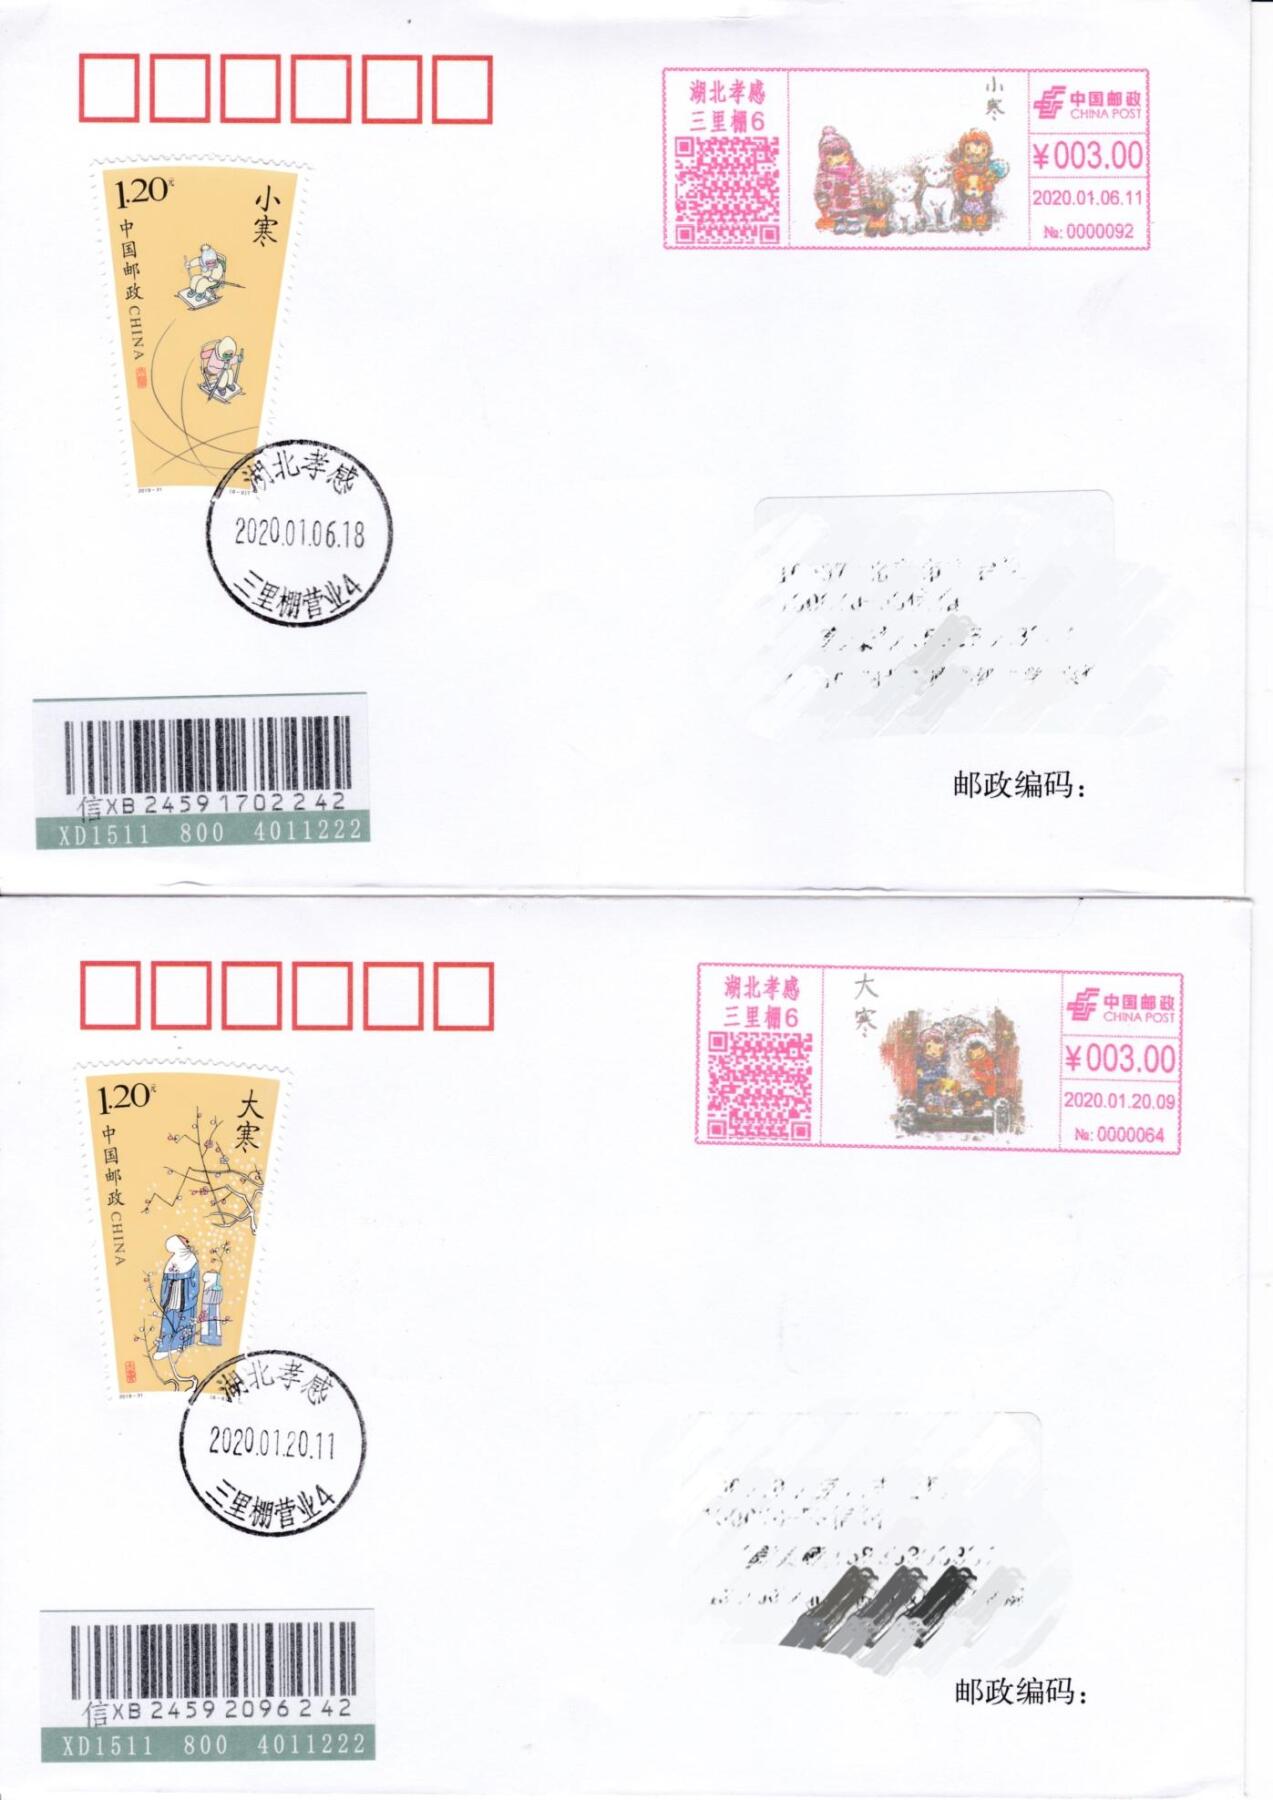 湖北孝感
三里棚6
小寒
中国邮政
CHINA POST
¥003.00
2020.01.06.11
№: 0000092
1.20元
小寒
中国邮政 CHINA
2019-31
湖北孝感
2020.01.06.18
三里棚营业4
信XB 24591702242
XD1511 800 4011222
邮政编码：
湖北孝感
三里棚6
大寒
中国邮政
CHINA POST
¥003.00
2020.01.20.09
№: 0000064
1.20元
大寒
中国邮政 CHINA
2019-31
湖北孝感
2020.01.20.11
三里棚营业4
信XB 24592096242
XD1511 800 4011222
邮政编码：